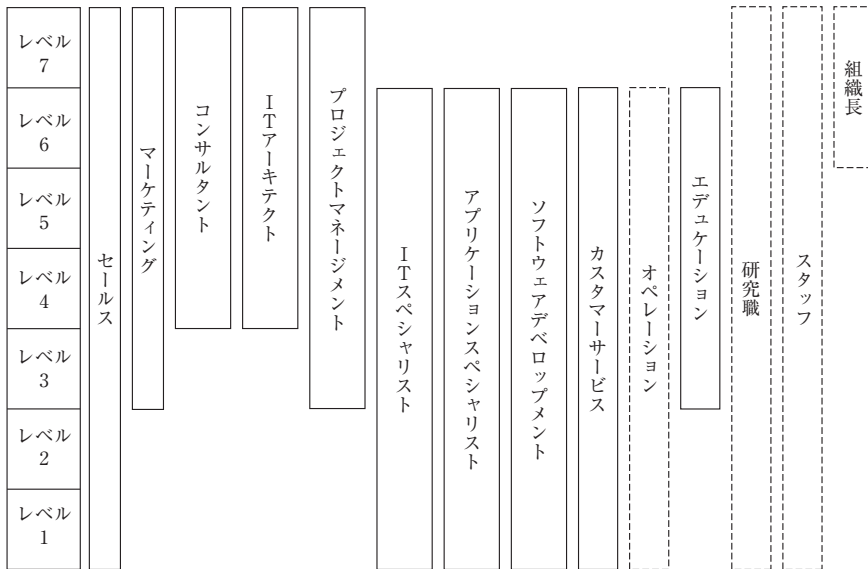 レベル
7
レベル
6
レベル
5
レベル
4
レベル
3
レベル
2
レベル
1
セールス
マーケティング
コンサルタント
ITアーキテクト
プロジェクトマネージメント
ITスペシャリスト
アプリケーションスペシャリスト
ソフトウェアデベロップメント
カスタマーサービス
オペレーション
エデュケーション
研究職
スタッフ
組織長